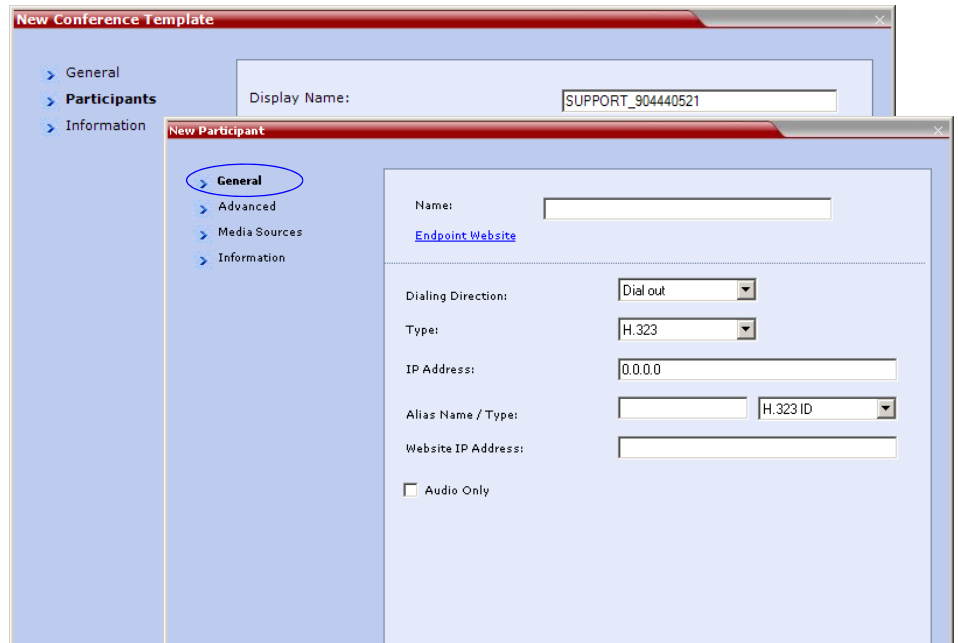 New Conference Template
General
Participants
Information
Display Name:
SUPPORT_904440521
New Participant
General
Advanced
Media Sources
Information
Name:
Endpoint Website
Dialing Direction:
Dial out
Type:
H.323
IP Address:
0.0.0.0
Alias Name / Type:
H.323 ID
Website IP Address:
Audio Only